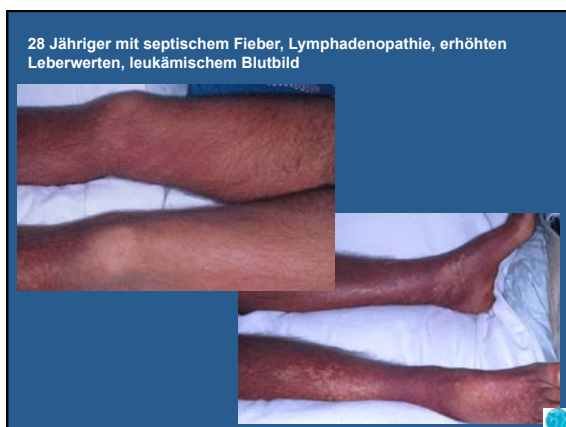 28 Jähriger mit septischem Fieber, Lymphadenopathie, erhöhten
Leberwerten, leukämischem Blutbild